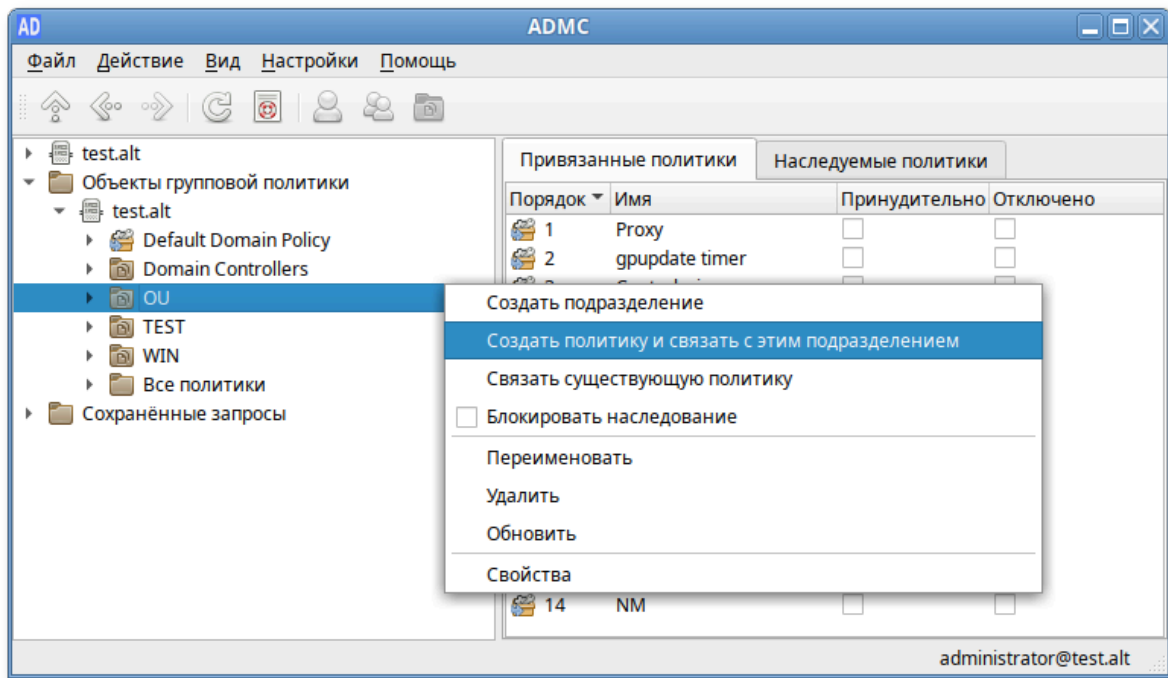 AD ADMC
Файл Действие Вид Настройки Помощь
test.alt
Объекты групповой политики
test.alt
Default Domain Policy
Domain Controllers
OU
TEST
WIN
Все политики
Сохранённые запросы
Привязанные политики Наследуемые политики
Порядок Имя Принудительно Отключено
1 Proxy
2 gpupdate timer
Создать подразделение
Создать политику и связать с этим подразделением
Связать существующую политику
Блокировать наследование
Переименовать
Удалить
Обновить
Свойства
14 NM
administrator@test.alt